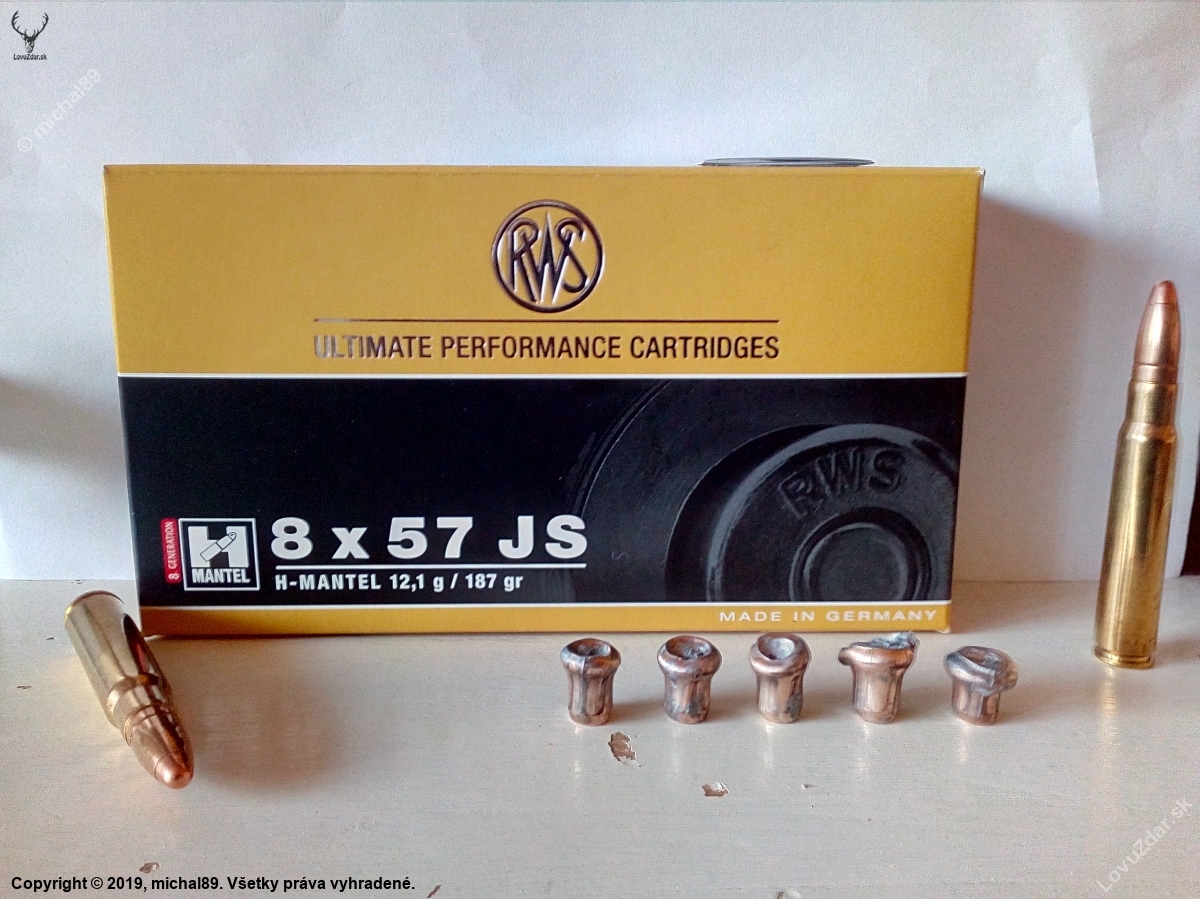 LovuZdar.sk
© michal89
RWS
ULTIMATE PERFORMANCE CARTRIDGES
RWS
8 GENERATION
H
MANTEL
8 x 57 JS
H-MANTEL 12,1 g / 187 gr
MADE IN GERMANY
LovuZdar.sk
Copyright © 2019, michal89. Všetky práva vyhradené.